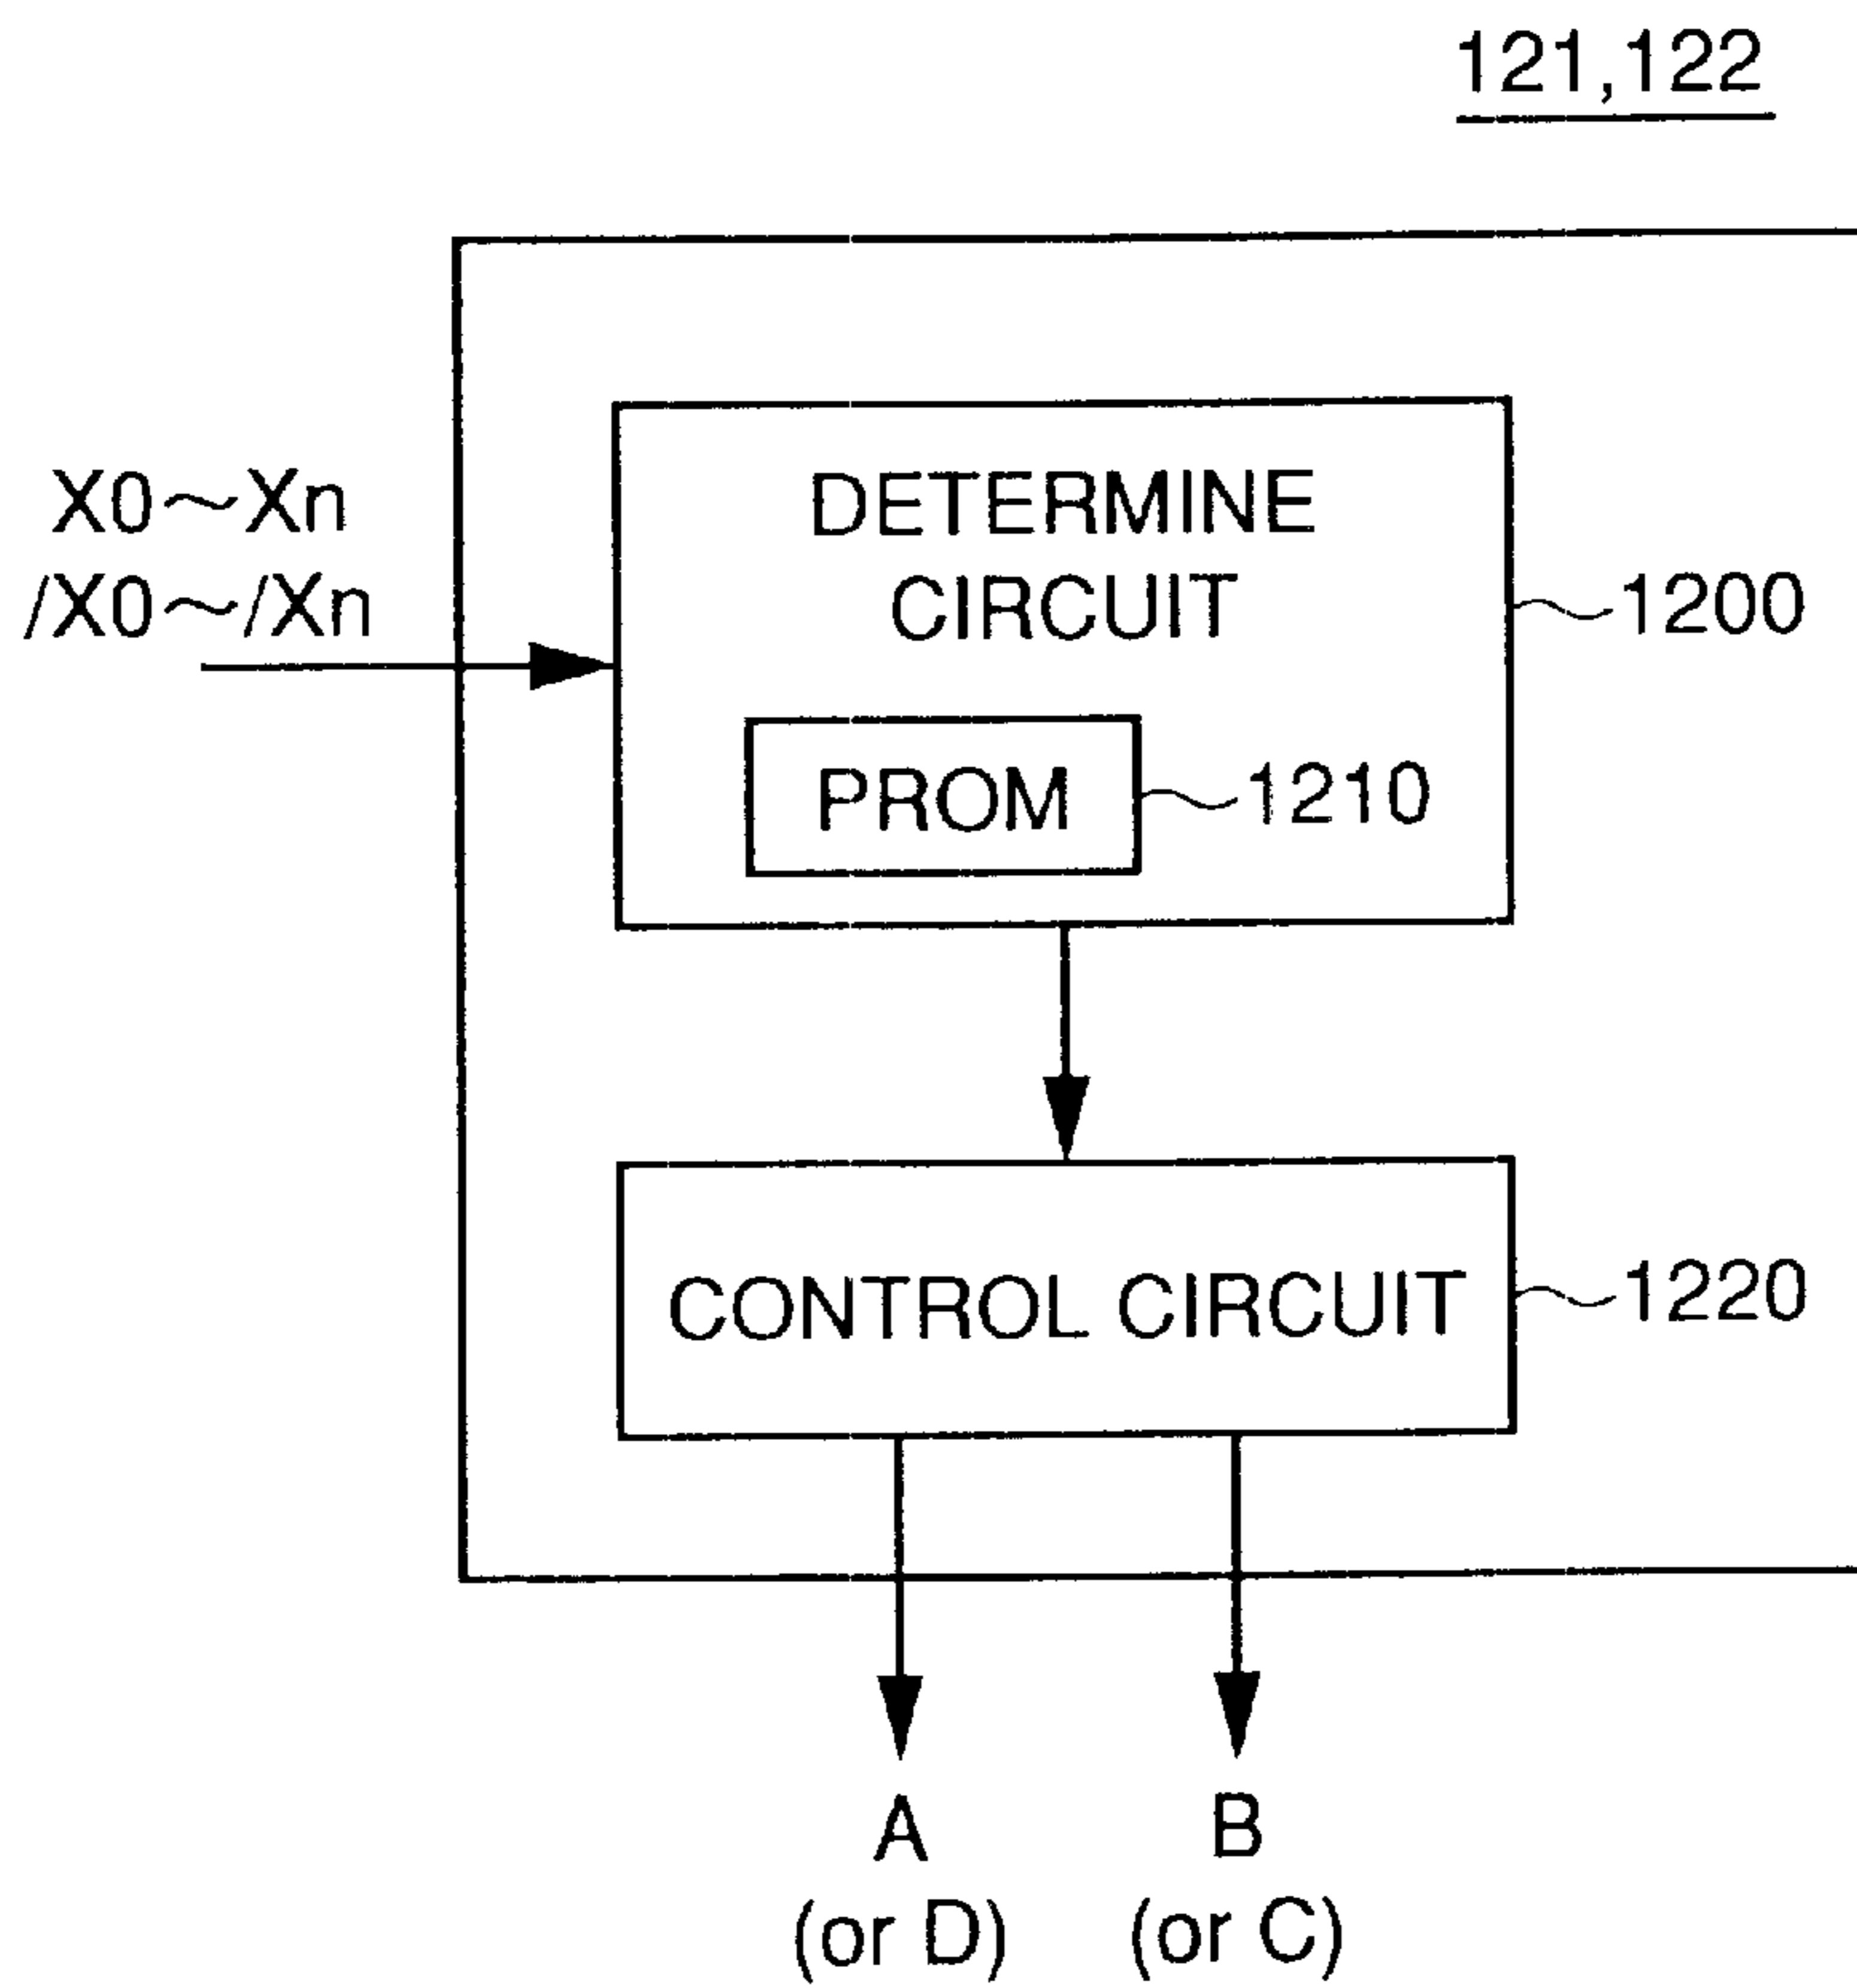 121,122
X0～Xn
/X0～/Xn
DETERMINE
CIRCUIT
1200
PROM
1210
CONTROL CIRCUIT
1220
A
(or D)
B
(or C)